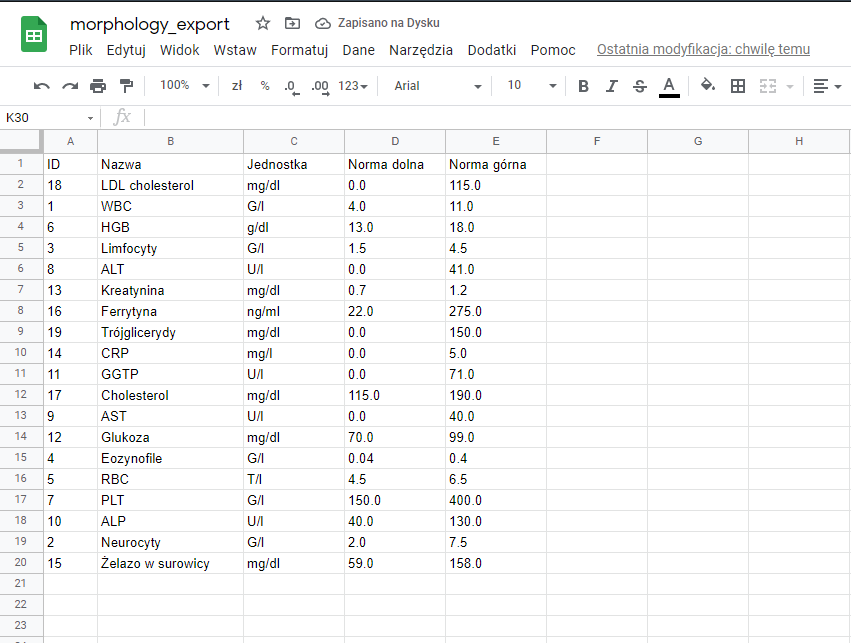 morphology_export Zapisano na Dysku
Plik Edytuj Widok Wstaw Formatuj Dane Narzędzia Dodatki Pomoc Ostatnia modyfikacja: chwilę temu
100% zł % .0 .00 123 Arial 10 B I S A
K30 fx
A B C D E F G H
1 ID Nazwa Jednostka Norma dolna Norma górna
2 18 LDL cholesterol mg/dl 0.0 115.0
3 1 WBC G/l 4.0 11.0
4 6 HGB g/dl 13.0 18.0
5 3 Limfocyty G/l 1.5 4.5
6 8 ALT U/l 0.0 41.0
7 13 Kreatynina mg/dl 0.7 1.2
8 16 Ferrytyna ng/ml 22.0 275.0
9 19 Trójglicerydy mg/dl 0.0 150.0
10 14 CRP mg/l 0.0 5.0
11 11 GGTP U/l 0.0 71.0
12 17 Cholesterol mg/dl 115.0 190.0
13 9 AST U/l 0.0 40.0
14 12 Glukoza mg/dl 70.0 99.0
15 4 Eozynofile G/l 0.04 0.4
16 5 RBC T/l 4.5 6.5
17 7 PLT G/l 150.0 400.0
18 10 ALP U/l 40.0 130.0
19 2 Neurocyty G/l 2.0 7.5
20 15 Żelazo w surowicy mg/dl 59.0 158.0
21
22
23